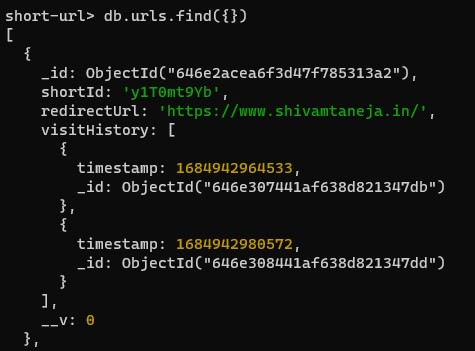 short-url> db.urls.find({})
[
  {
    _id: ObjectId("646e2acea6f3d47f785313a2"),
    shortId: 'y1T0mt9Yb',
    redirectUrl: 'https://www.shivamtaneja.in/',
    visitHistory: [
      {
        timestamp: 1684942964533,
        _id: ObjectId("646e307441af638d821347db")
      },
      {
        timestamp: 1684942980572,
        _id: ObjectId("646e308441af638d821347dd")
      }
    ],
    __v: 0
  },